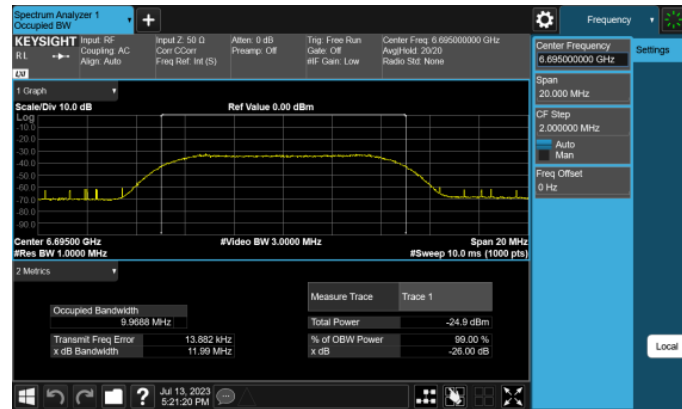 Spectrum Analyzer 1
Occupied BW
Frequency
KEYSIGHT
R L
Input: RF
Coupling: AC
Align: Auto
Input Z: 50 Ω
Corr CCorr
Freq Ref: Int (S)
Atten: 0 dB
Preamp: Off
Trig: Free Run
Gate: Off
#IF Gain: Low
Center Freq: 6.695000000 GHz
Avg|Hold: 20/20
Radio Std: None
LXI
Center Frequency
6.695000000 GHz
Settings
Span
20.000 MHz
CF Step
2.000000 MHz
Auto
Man
Freq Offset
0 Hz
Local
1 Graph
Scale/Div 10.0 dB
Ref Value 0.00 dBm
Log
-10.0
-20.0
-30.0
-40.0
-50.0
-60.0
-70.0
-80.0
-90.0
Center 6.69500 GHz
#Video BW 3.0000 MHz
Span 20 MHz
#Res BW 1.0000 MHz
#Sweep 10.0 ms (1000 pts)
2 Metrics
Measure Trace Trace 1
Occupied Bandwidth
9.9688 MHz
Total Power -24.9 dBm
Transmit Freq Error 13.882 kHz
% of OBW Power 99.00 %
x dB Bandwidth 11.99 MHz
x dB -26.00 dB
?
Jul 13, 2023
5:21:20 PM